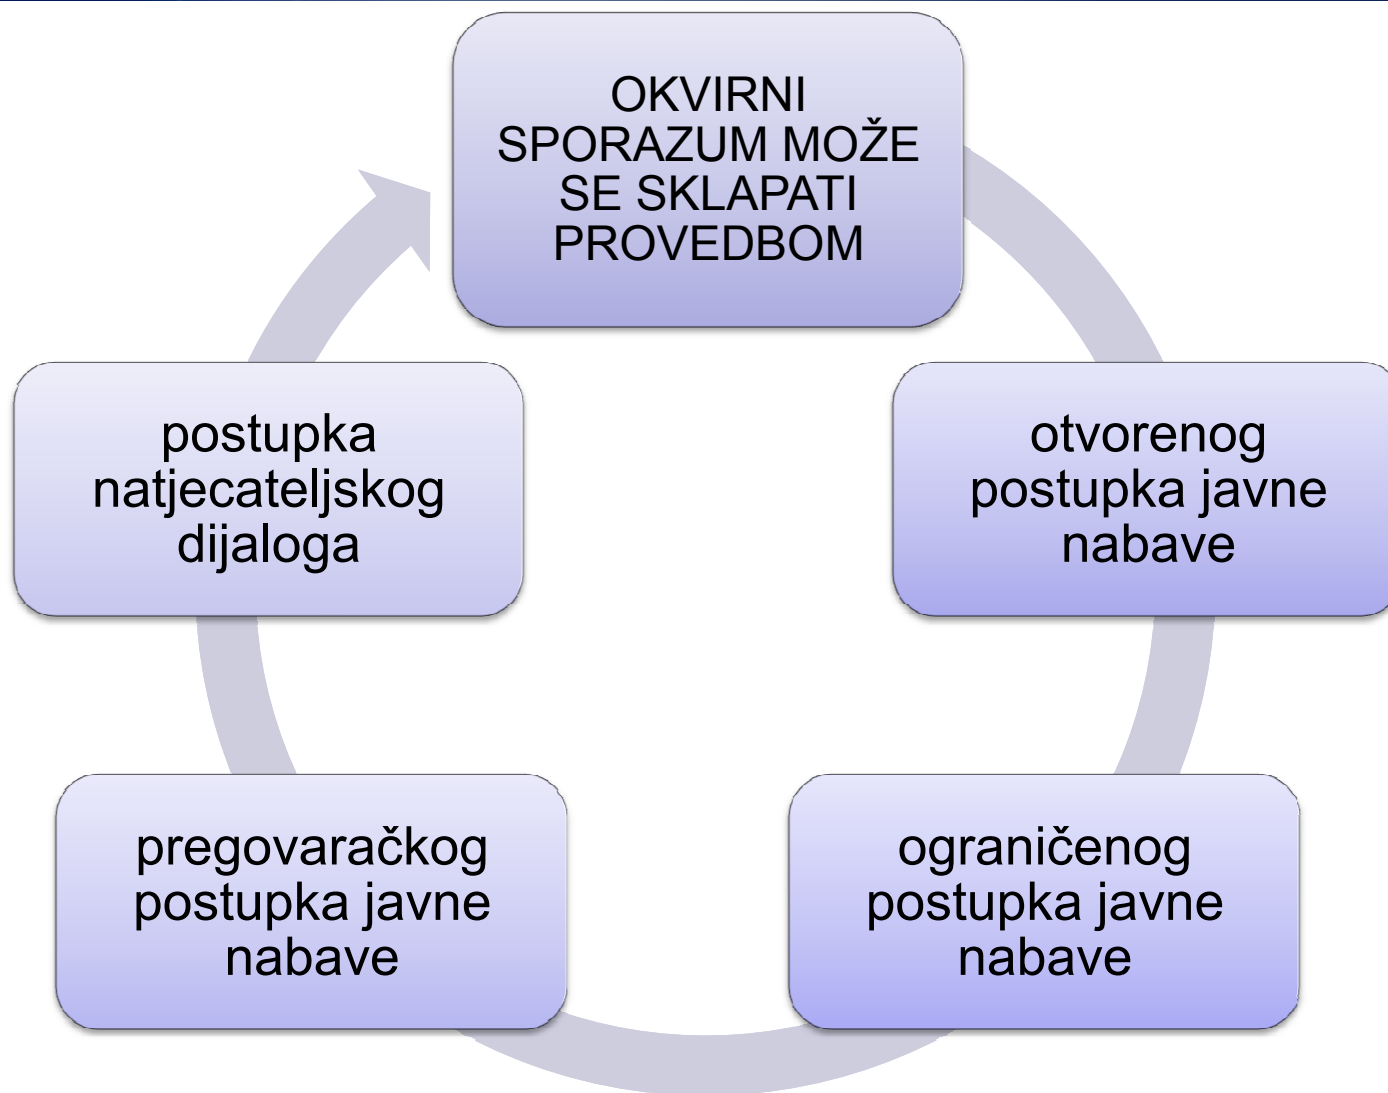 OKVIRNI
SPORAZUM MOŽE
SE SKLAPATI
PROVEDBOM
otvorenog
postupka javne
nabave
ograničenog
postupka javne
nabave
pregovaračkog
postupka javne
nabave
postupka
natjecateljskog
dijaloga